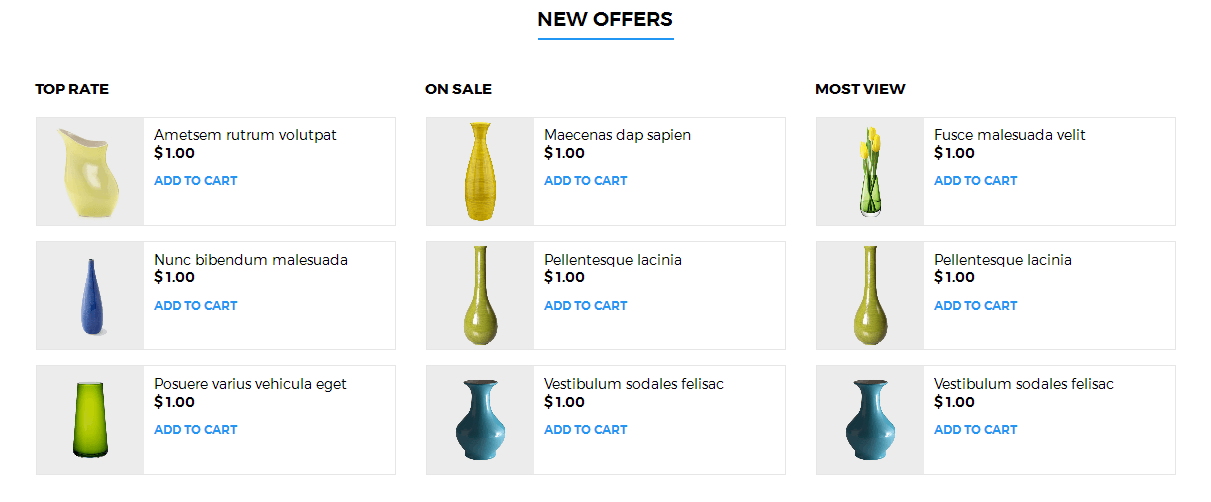 NEW OFFERS
TOP RATE
Ametsem rutrum volutpat
$1.00
ADD TO CART
Nunc bibendum malesuada
$1.00
ADD TO CART
Posuere varius vehicula eget
$1.00
ADD TO CART
ON SALE
Maecenas dap sapien
$1.00
ADD TO CART
Pellentesque lacinia
$1.00
ADD TO CART
Vestibulum sodales felisac
$1.00
ADD TO CART
MOST VIEW
Fusce malesuada velit
$1.00
ADD TO CART
Pellentesque lacinia
$1.00
ADD TO CART
Vestibulum sodales felisac
$1.00
ADD TO CART